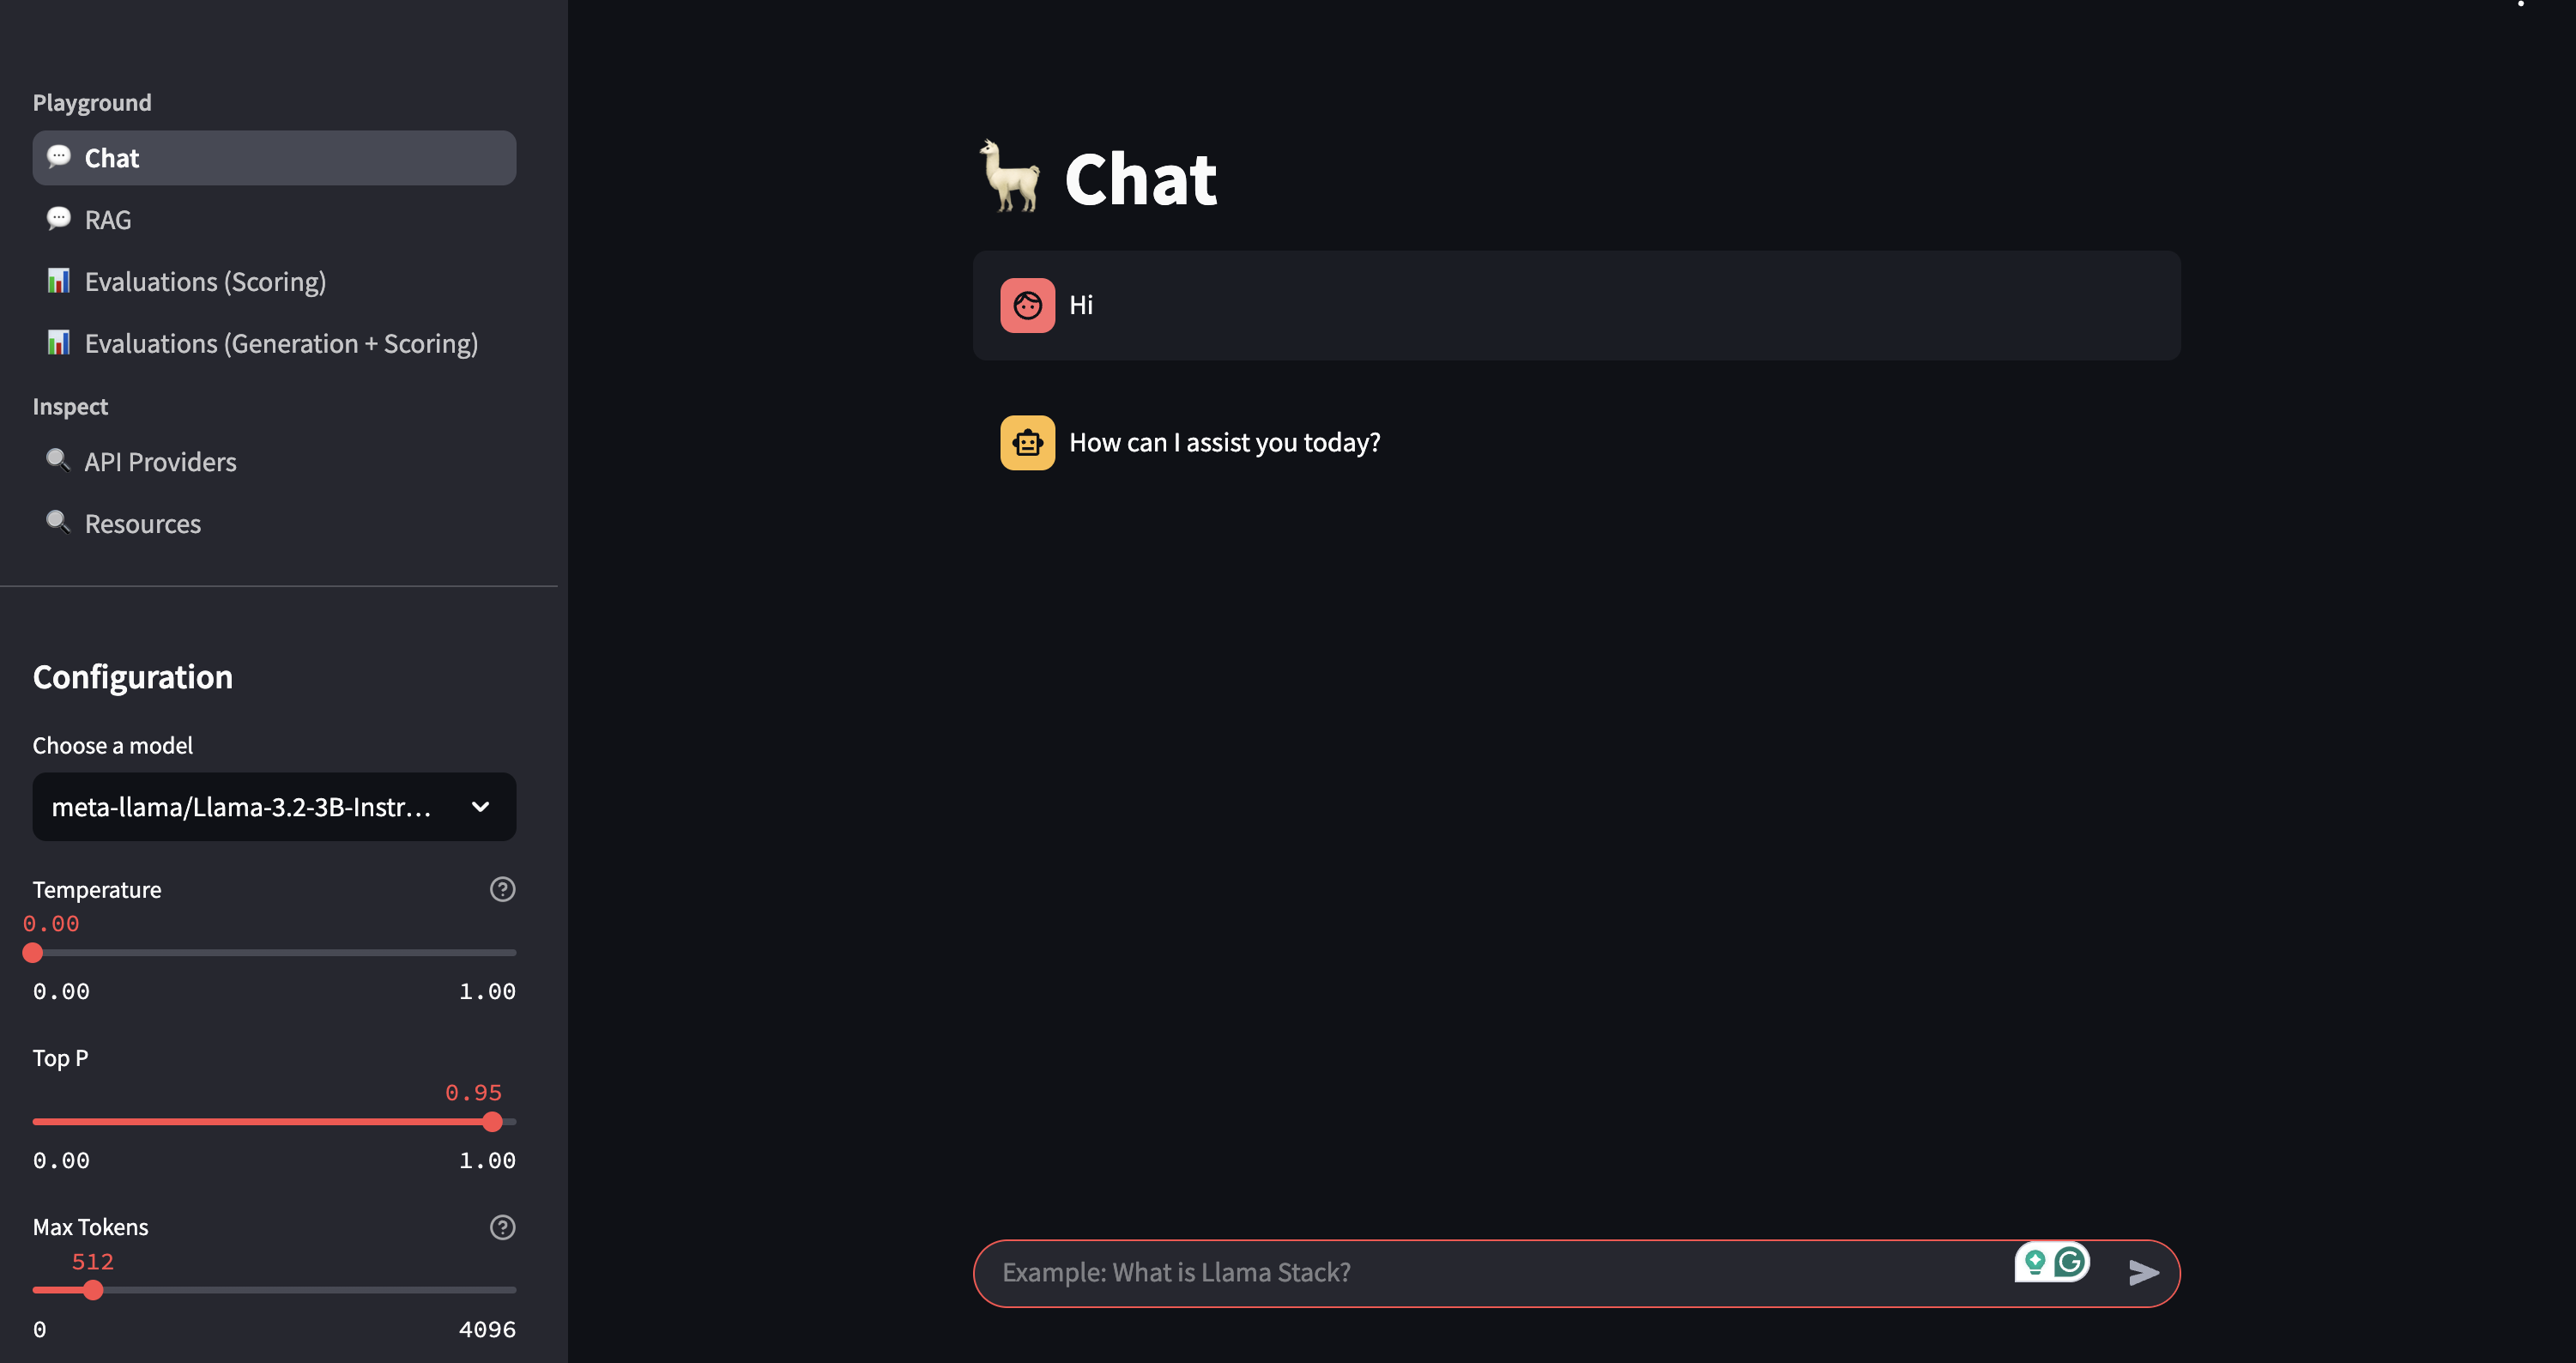 Playground
Chat
RAG
Evaluations (Scoring)
Evaluations (Generation + Scoring)
Inspect
API Providers
Resources
Configuration
Choose a model
meta-llama/Llama-3.2-3B-Instr...
Temperature
0.00
0.00 1.00
Top P
0.95
0.00 1.00
Max Tokens
512
0 4096
Chat
Hi
How can I assist you today?
Example: What is Llama Stack?